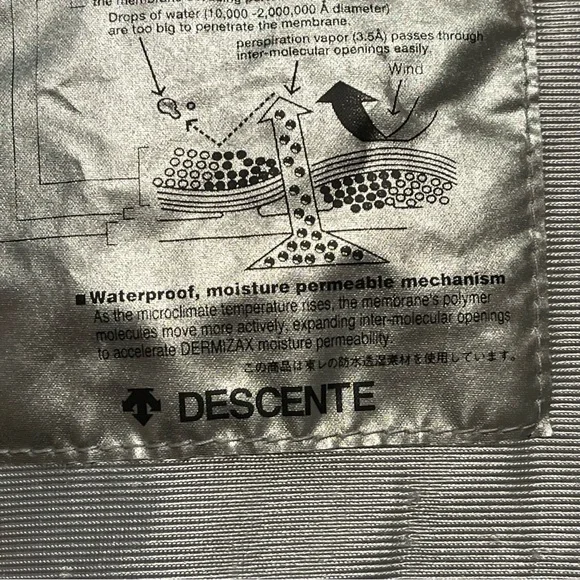 Drops of water (10,000 -2,000,000 Å diameter)
are too big to penetrate the membrane.
perspiration vapor (3.5Å) passes through
inter-molecular openings easily.
Wind
■Waterproof, moisture permeable mechanism
As the microclimate temperature rises, the membrane's polymer
molecules move more actively, expanding inter-molecular openings
to accelerate DERMIZAX moisture permeability.
この商品は東レの防水透湿素材を使用しています。
DESCENTE